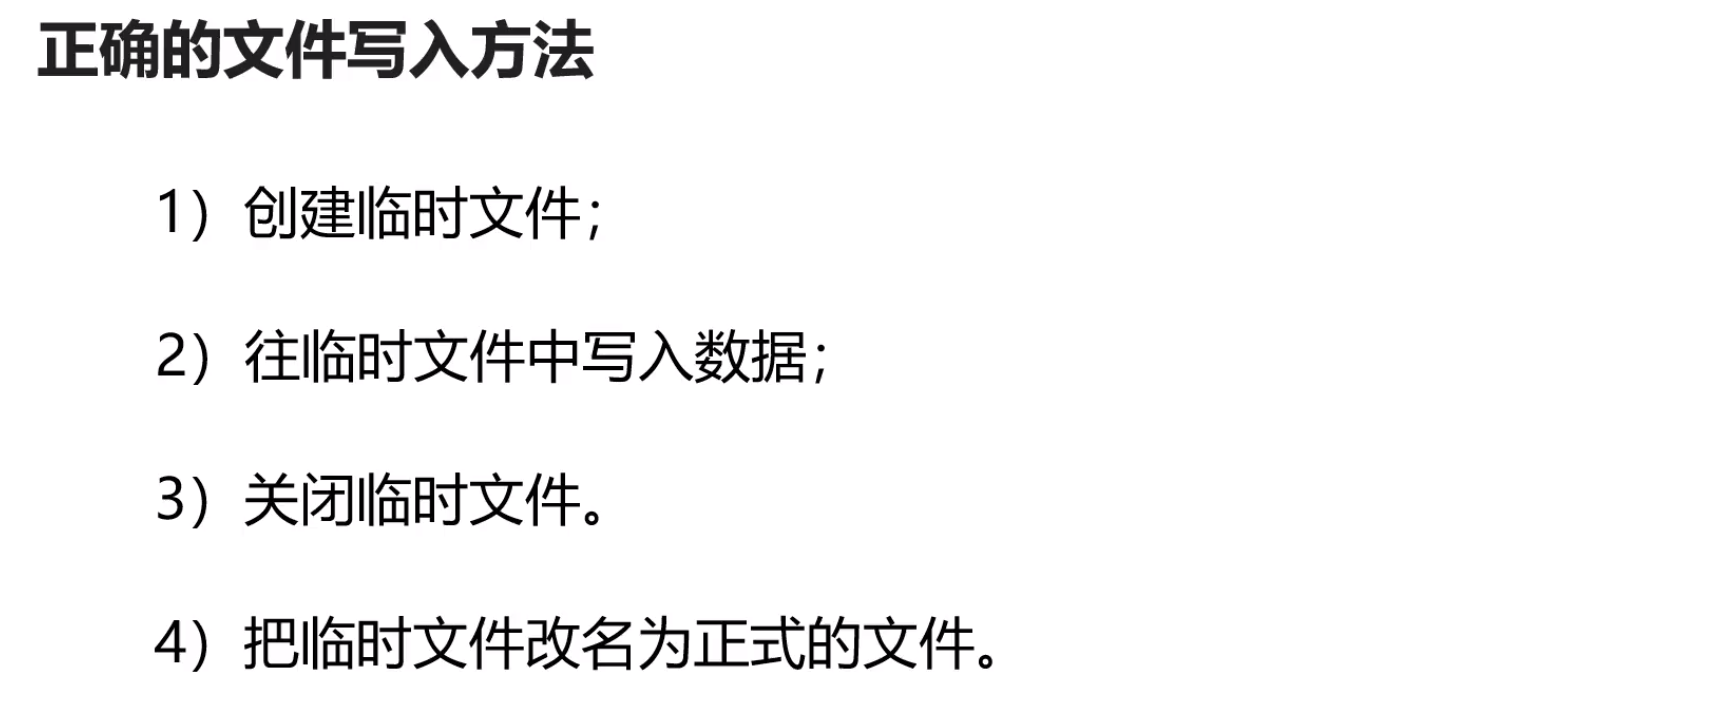 正确的文件写入方法
1）创建临时文件；
2）往临时文件中写入数据；
3）关闭临时文件。
4）把临时文件改名为正式的文件。